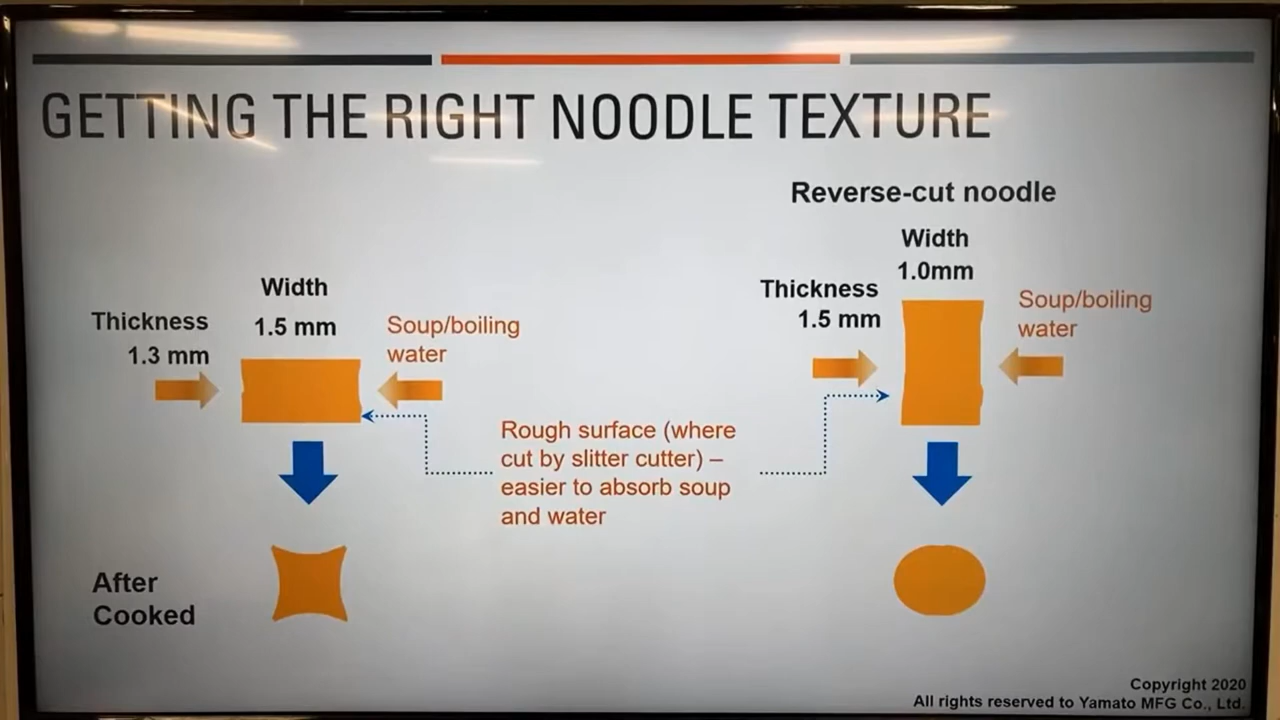 GETTING THE RIGHT NOODLE TEXTURE
Width
1.5 mm
Thickness
1.3 mm
Soup/boiling
water
Reverse-cut noodle
Width
1.0mm
Thickness
1.5 mm
Soup/boiling
water
Rough surface (where
cut by slitter cutter) –
easier to absorb soup
and water
After
Cooked
Copyright 2020
All rights reserved to Yamato MFG Co., Ltd.